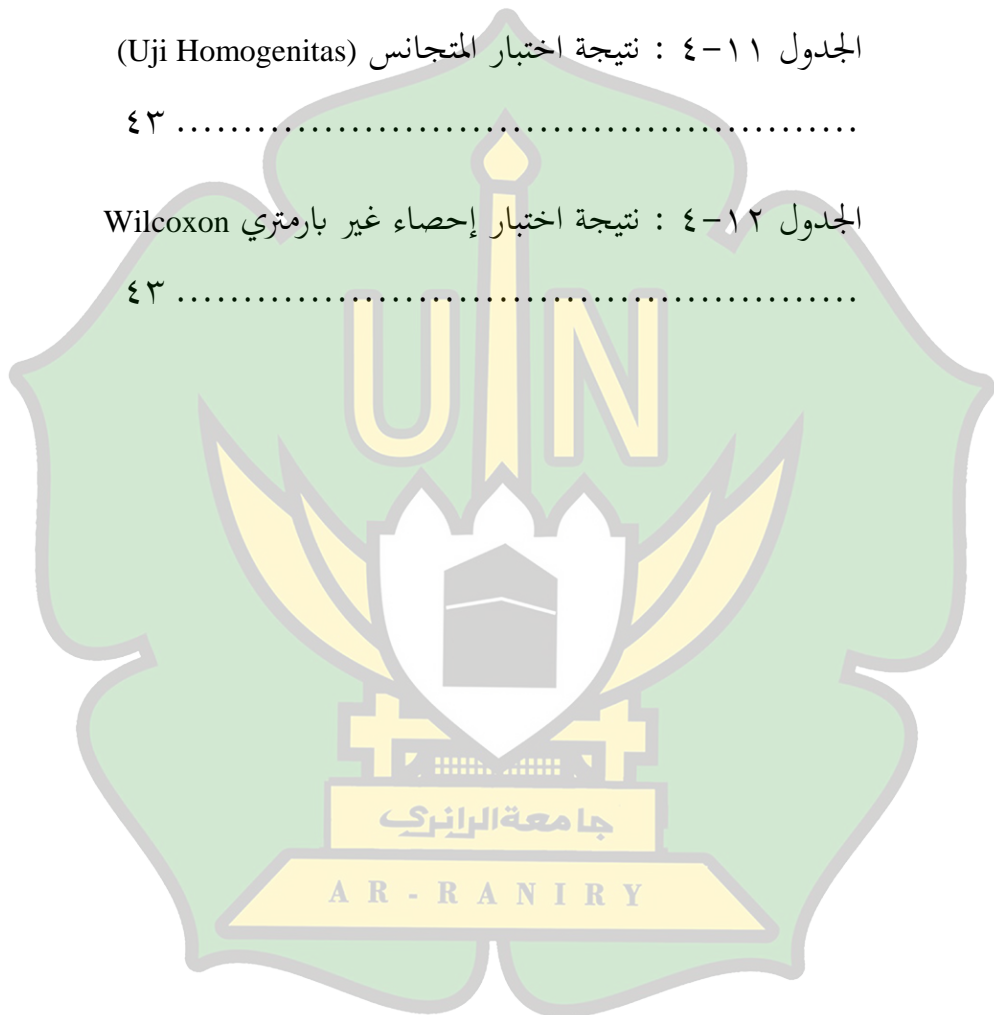 الجدول ١١-٤ : نتيجة اختبار المتجانس (Uji Homogenitas)
................................................... ٤٣
الجدول ١٢-٤ : نتيجة اختبار إحصاء غير بارمتري Wilcoxon
................................................... ٤٣
UIN
جامعة الرانري
AR-RANIRY